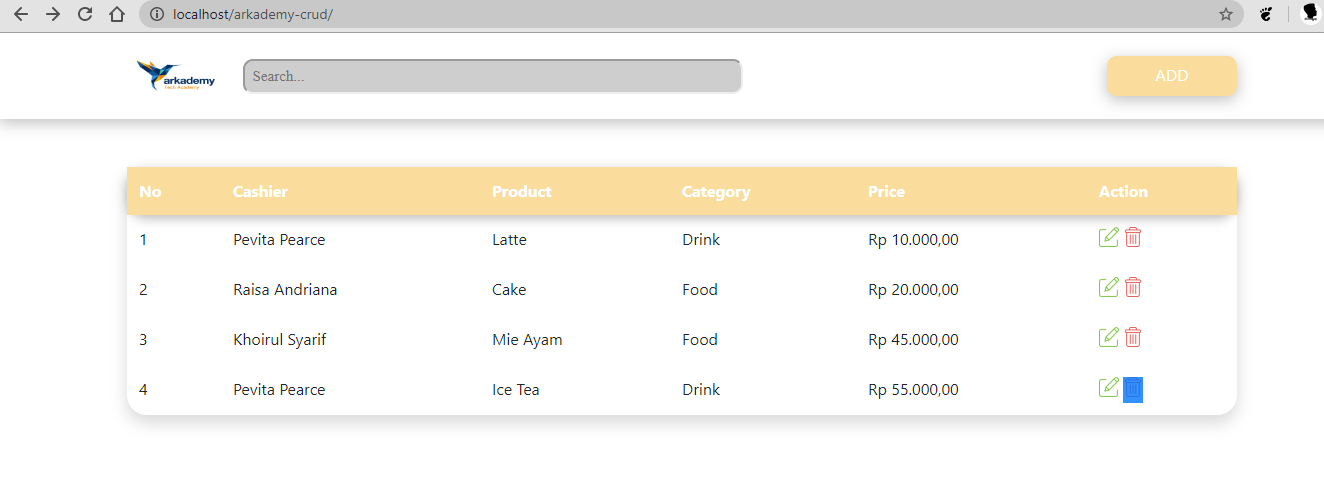 localhost/arkademy-crud/
arkademy
Tech Academy
Search...
ADD
No Cashier Product Category Price Action
1 Pevita Pearce Latte Drink Rp 10.000,00
2 Raisa Andriana Cake Food Rp 20.000,00
3 Khoirul Syarif Mie Ayam Food Rp 45.000,00
4 Pevita Pearce Ice Tea Drink Rp 55.000,00